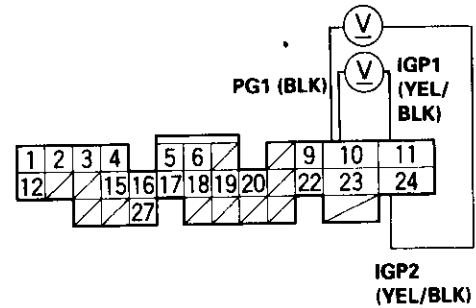 V
V
IGP1
(YEL/
BLK)
PG1 (BLK)
1 2 3 4 5 6 9 10 11
12 15 16 17 18 19 20 22 23 24
27
IGP2
(YEL/BLK)